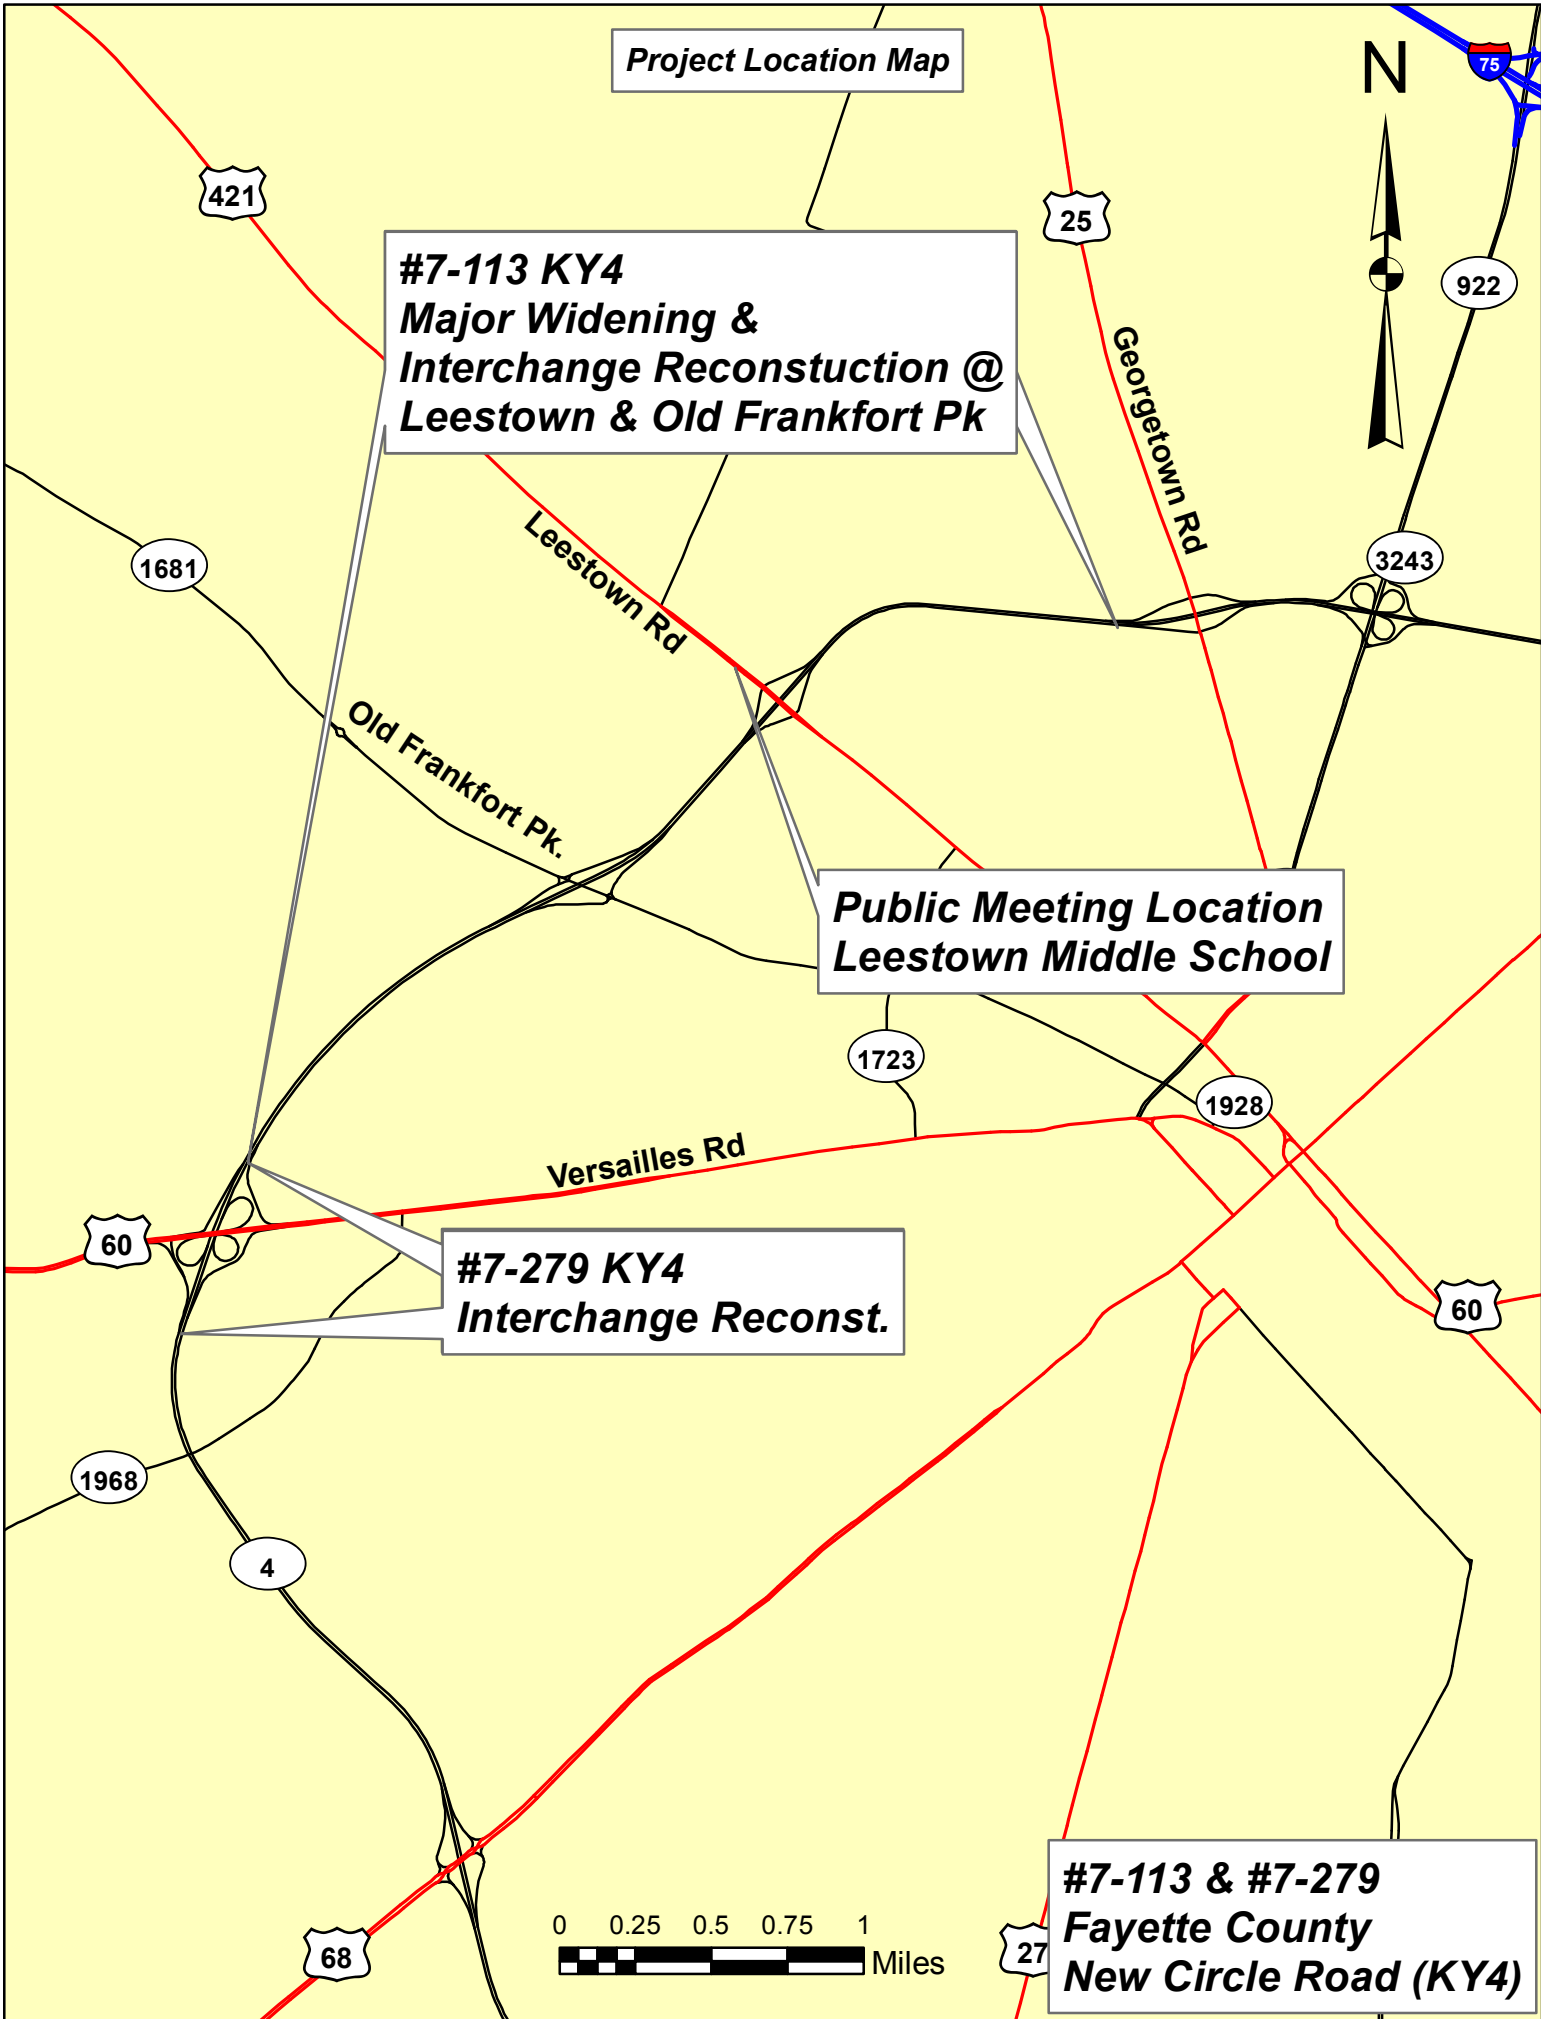 Project Location Map
N
75
421
25
922
#7-113 KY4
Major Widening &
Interchange Reconstuction @
Leestown & Old Frankfort Pk
Georgetown Rd
3243
1681
Leestown Rd
Old Frankfort Pk.
Public Meeting Location
Leestown Middle School
1723
1928
Versailles Rd
60
#7-279 KY4
Interchange Reconst.
60
1968
4
68
0 0.25 0.5 0.75 1
Miles
27
#7-113 & #7-279
Fayette County
New Circle Road (KY4)